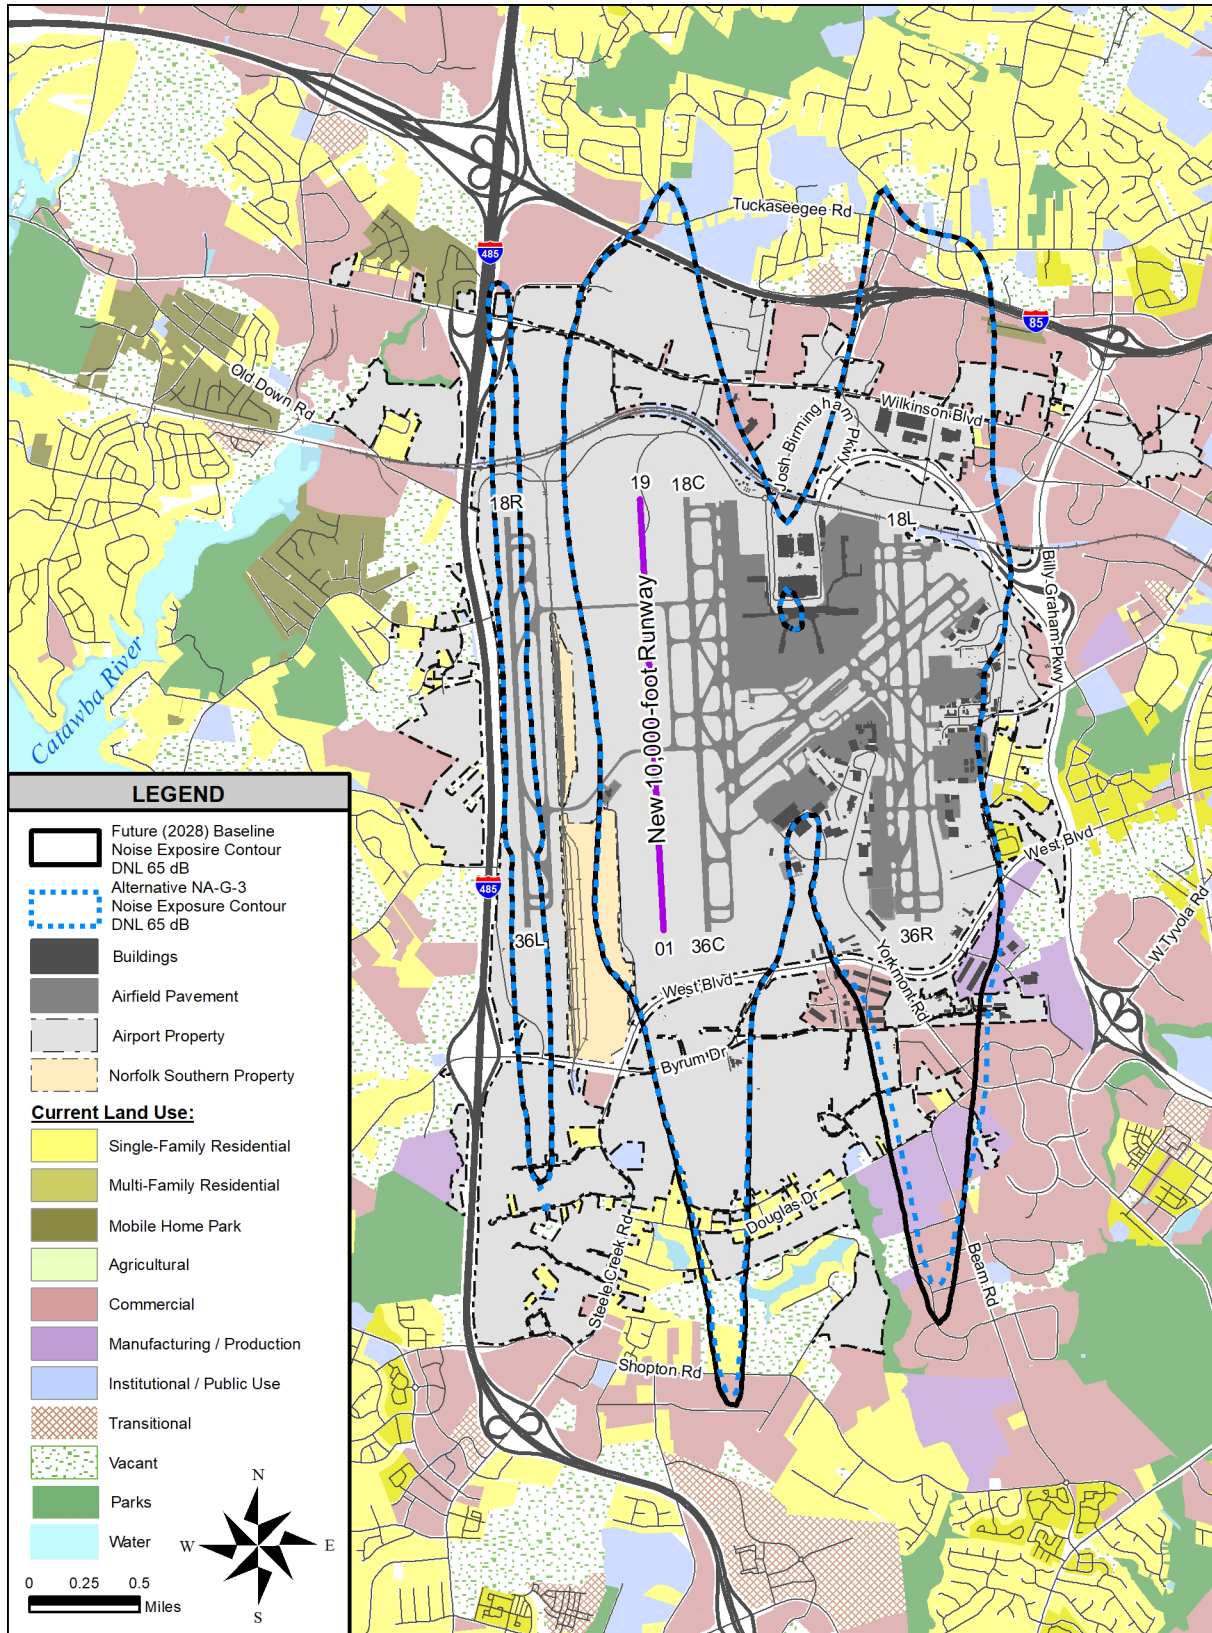 Tuckaseegee Rd
485
85
Old Down Rd
Wilkinson Blvd
Josh Birmingham Pkwy
19
18C
18R
18L
Billy Graham Pkwy
New 10,000-foot Runway
Catawba River
West Blvd
W Tyvola Rd
485
36L
01
36C
36R
Yorkmont Rd
West Blvd
Byrum Dr
Douglas Dr
Steele Creek Rd
Beam Rd
Shopton Rd
LEGEND
Future (2028) Baseline
Noise Exposire Contour
DNL 65 dB
Alternative NA-G-3
Noise Exposure Contour
DNL 65 dB
Buildings
Airfield Pavement
Airport Property
Norfolk Southern Property
Current Land Use:
Single-Family Residential
Multi-Family Residential
Mobile Home Park
Agricultural
Commercial
Manufacturing / Production
Institutional / Public Use
Transitional
Vacant
Parks
Water
N
W
E
S
0 0.25 0.5
Miles